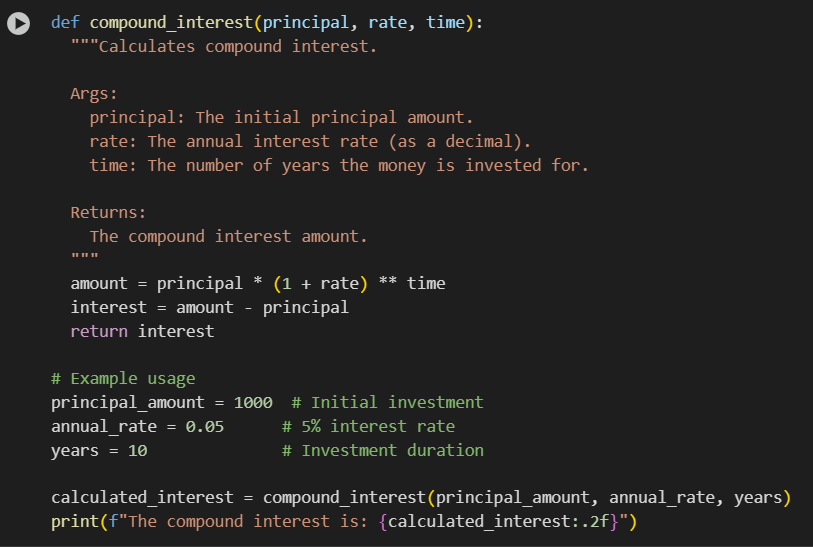 def compound_interest(principal, rate, time):
  """Calculates compound interest.

  Args:
    principal: The initial principal amount.
    rate: The annual interest rate (as a decimal).
    time: The number of years the money is invested for.

  Returns:
    The compound interest amount.
  """
  amount = principal * (1 + rate) ** time
  interest = amount - principal
  return interest

# Example usage
principal_amount = 1000  # Initial investment
annual_rate = 0.05      # 5% interest rate
years = 10              # Investment duration

calculated_interest = compound_interest(principal_amount, annual_rate, years)
print(f"The compound interest is: {calculated_interest:.2f}")